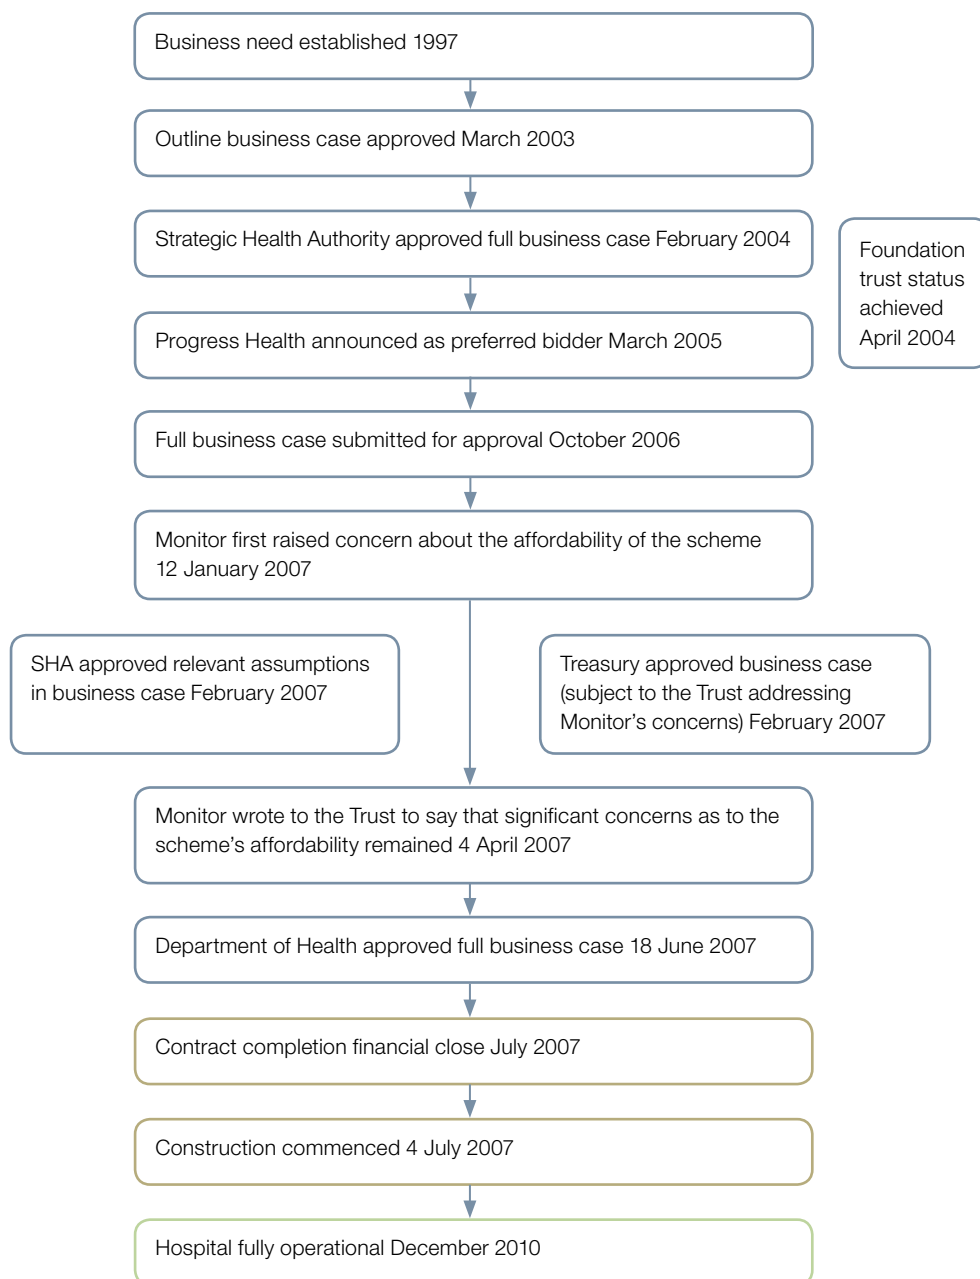 Business need established 1997
Outline business case approved March 2003
Strategic Health Authority approved full business case February 2004
Foundation
trust status
achieved
April 2004
Progress Health announced as preferred bidder March 2005
Full business case submitted for approval October 2006
Monitor first raised concern about the affordability of the scheme
12 January 2007
SHA approved relevant assumptions
in business case February 2007
Treasury approved business case
(subject to the Trust addressing
Monitor’s concerns) February 2007
Monitor wrote to the Trust to say that significant concerns as to the
scheme’s affordability remained 4 April 2007
Department of Health approved full business case 18 June 2007
Contract completion financial close July 2007
Construction commenced 4 July 2007
Hospital fully operational December 2010